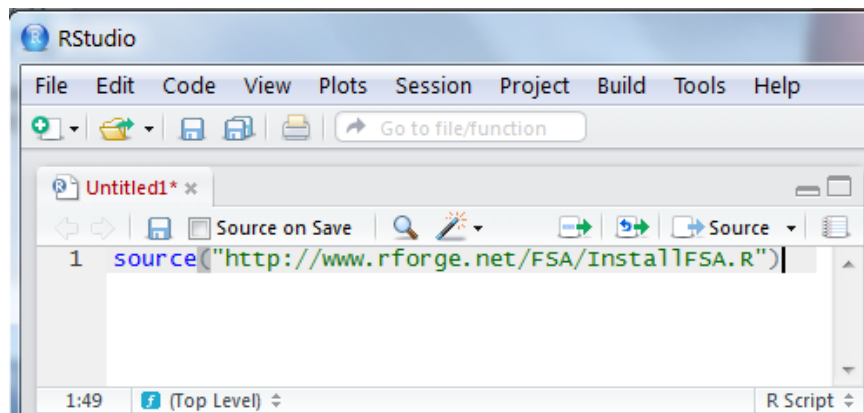 RStudio
File Edit Code View Plots Session Project Build Tools Help
Go to file/function
Untitled1*
Source on Save Source
1 source("http://www.rforge.net/FSA/InstallFSA.R")
1:49 (Top Level) R Script